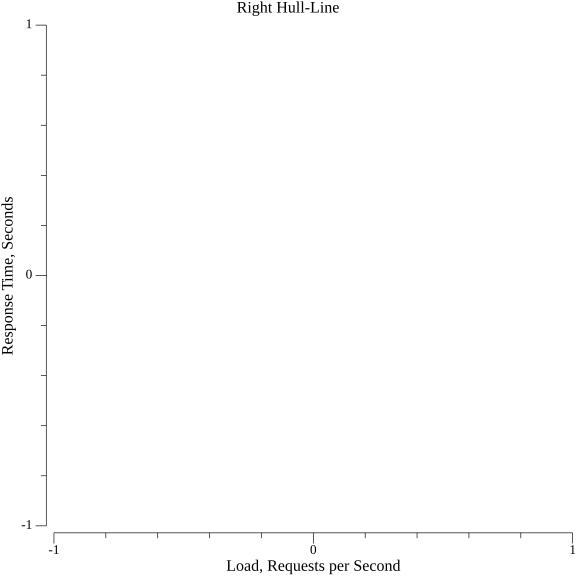 Right Hull-Line
1
0
-1
Response Time, Seconds
-1
0
1
Load, Requests per Second